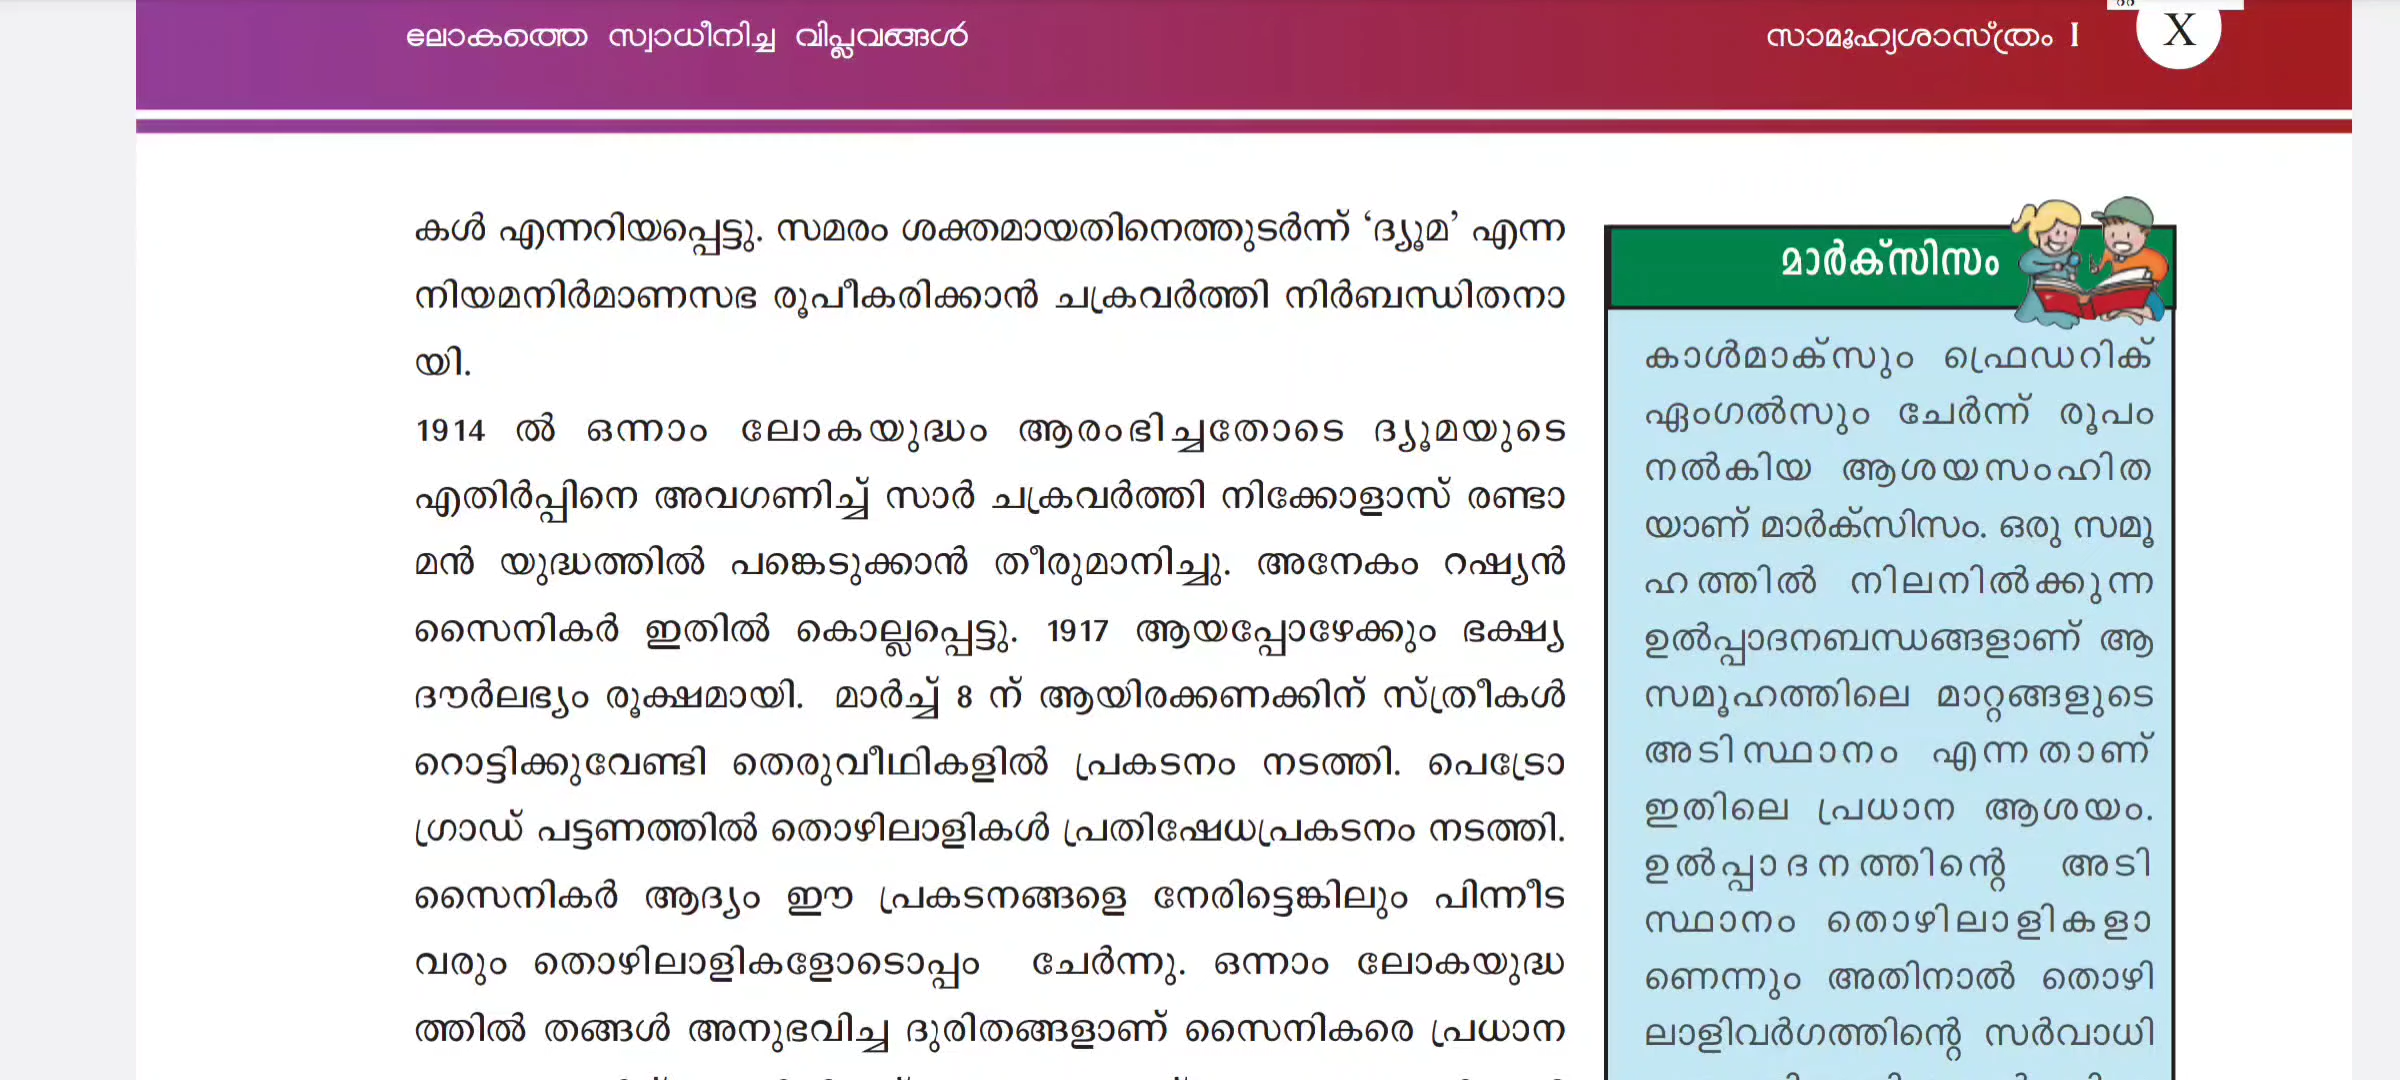 ലോകത്തെ സ്വാധീനിച്ച വിപ്ലവങ്ങൾ
സാമൂഹ്യശാസ്ത്രം I
X
കൾ എന്നറിയപ്പെട്ടു. സമരം ശക്തമായതിനെത്തുടർന്ന് ‘ദ്യൂമ’ എന്ന
നിയമനിർമാണസഭ രൂപീകരിക്കാൻ ചക്രവർത്തി നിർബന്ധിതനാ
യി.
1914 ൽ ഒന്നാം ലോകയുദ്ധം ആരംഭിച്ചതോടെ ദ്യൂമയുടെ
എതിർപ്പിനെ അവഗണിച്ച് സാർ ചക്രവർത്തി നിക്കോളാസ് രണ്ടാ
മൻ യുദ്ധത്തിൽ പങ്കെടുക്കാൻ തീരുമാനിച്ചു. അനേകം റഷ്യൻ
സൈനികർ ഇതിൽ കൊല്ലപ്പെട്ടു. 1917 ആയപ്പോഴേക്കും ഭക്ഷ്യ
ദൗർലഭ്യം രൂക്ഷമായി. മാർച്ച് 8 ന് ആയിരക്കണക്കിന് സ്ത്രീകൾ
റൊട്ടിക്കുവേണ്ടി തെരുവീഥികളിൽ പ്രകടനം നടത്തി. പെട്രോ
ഗ്രാഡ് പട്ടണത്തിൽ തൊഴിലാളികൾ പ്രതിഷേധപ്രകടനം നടത്തി.
സൈനികർ ആദ്യം ഈ പ്രകടനങ്ങളെ നേരിട്ടെങ്കിലും പിന്നീട
വരും തൊഴിലാളികളോടൊപ്പം ചേർന്നു. ഒന്നാം ലോകയുദ്ധ
ത്തിൽ തങ്ങൾ അനുഭവിച്ച ദുരിതങ്ങളാണ് സൈനികരെ പ്രധാന
മാർക്സിസം
കാൾമാക്സും ഫ്രെഡറിക്
ഏംഗൽസും ചേർന്ന് രൂപം
നൽകിയ ആശയസംഹിത
യാണ് മാർക്സിസം. ഒരു സമൂ
ഹത്തിൽ നിലനിൽക്കുന്ന
ഉൽപ്പാദനബന്ധങ്ങളാണ് ആ
സമൂഹത്തിലെ മാറ്റങ്ങളുടെ
അടിസ്ഥാനം എന്നതാണ്
ഇതിലെ പ്രധാന ആശയം.
ഉൽപ്പാദനത്തിന്റെ അടി
സ്ഥാനം തൊഴിലാളികളാ
ണെന്നും അതിനാൽ തൊഴി
ലാളിവർഗത്തിന്റെ സർവാധി